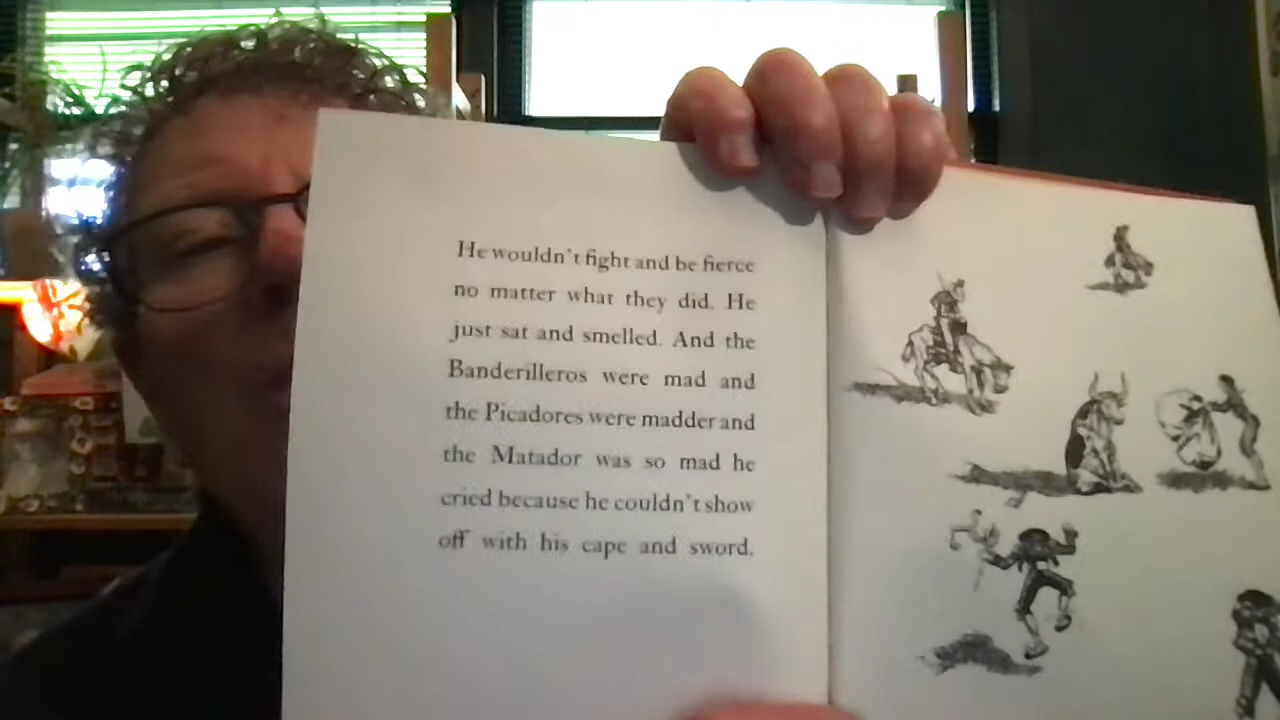 He wouldn't fight and be fierce
no matter what they did. He
just sat and smelled. And the
Banderilleros were mad and
the Picadores were madder and
the Matador was so mad he
cried because he couldn't show
off with his cape and sword.